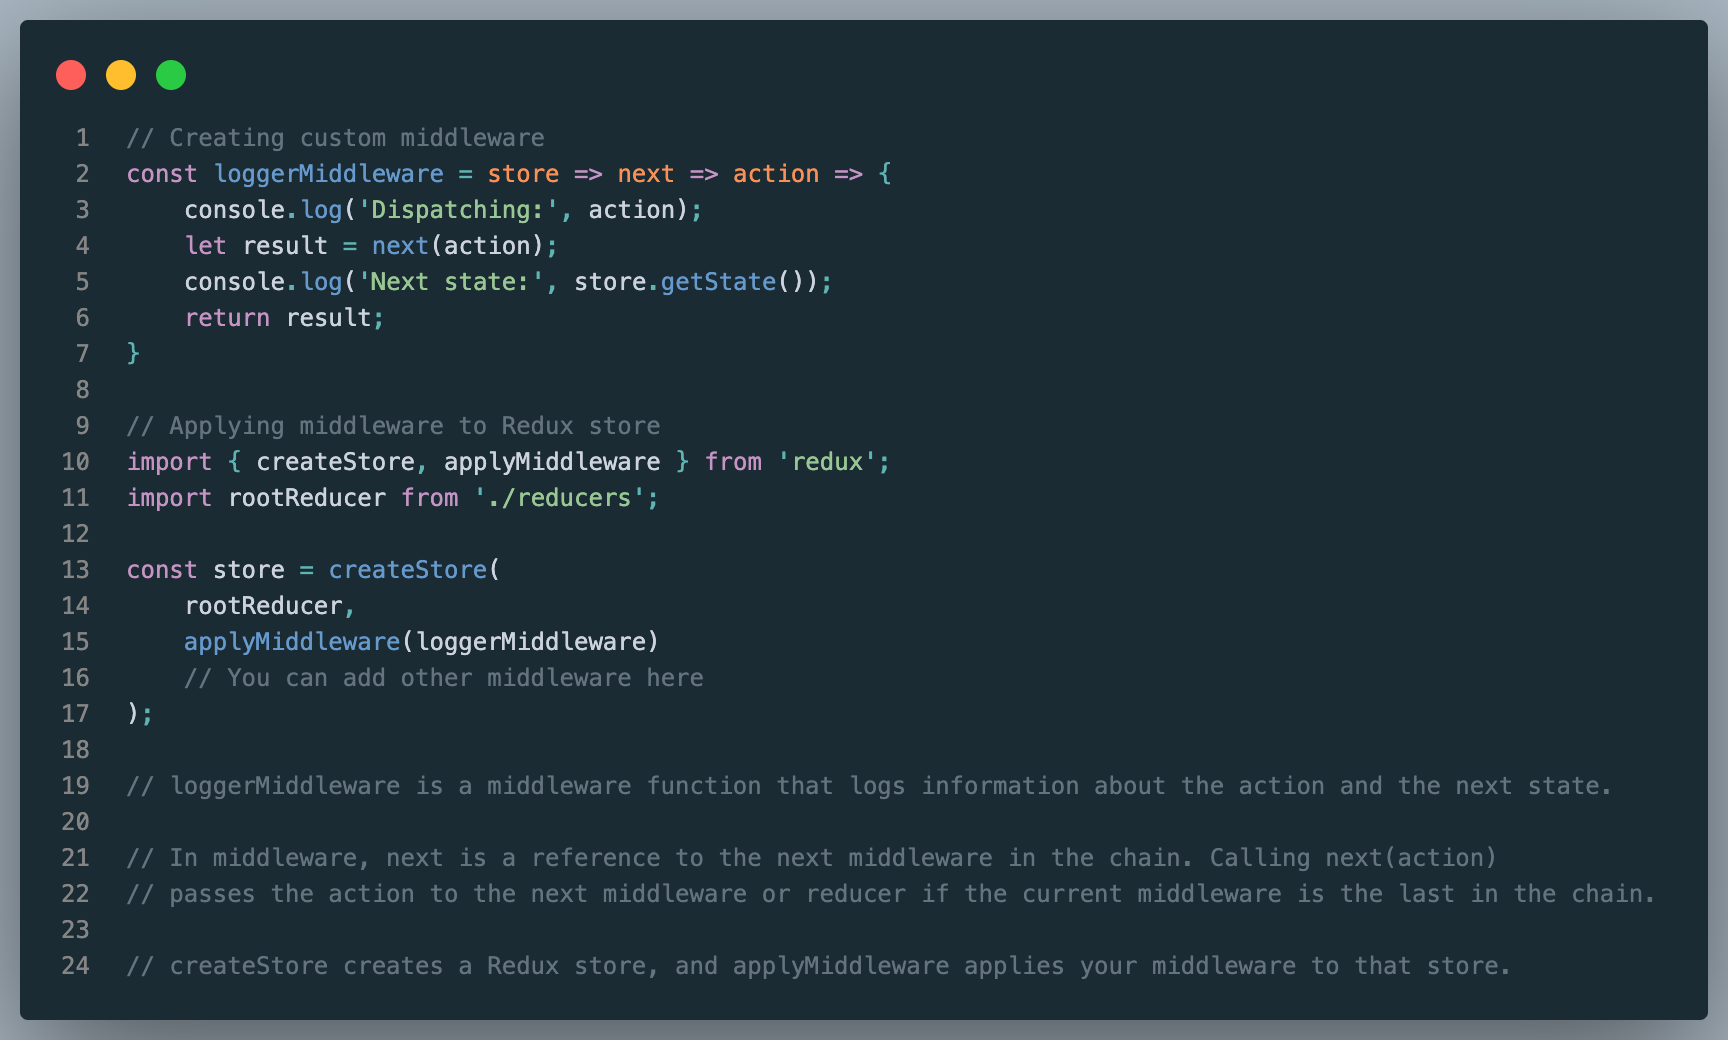 1 // Creating custom middleware
2 const loggerMiddleware = store => next => action => {
3     console.log('Dispatching:', action);
4     let result = next(action);
5     console.log('Next state:', store.getState());
6     return result;
7 }
8
9 // Applying middleware to Redux store
10 import { createStore, applyMiddleware } from 'redux';
11 import rootReducer from './reducers';
12
13 const store = createStore(
14     rootReducer,
15     applyMiddleware(loggerMiddleware)
16     // You can add other middleware here
17 );
18
19 // loggerMiddleware is a middleware function that logs information about the action and the next state.
20
21 // In middleware, next is a reference to the next middleware in the chain. Calling next(action)
22 // passes the action to the next middleware or reducer if the current middleware is the last in the chain.
23
24 // createStore creates a Redux store, and applyMiddleware applies your middleware to that store.